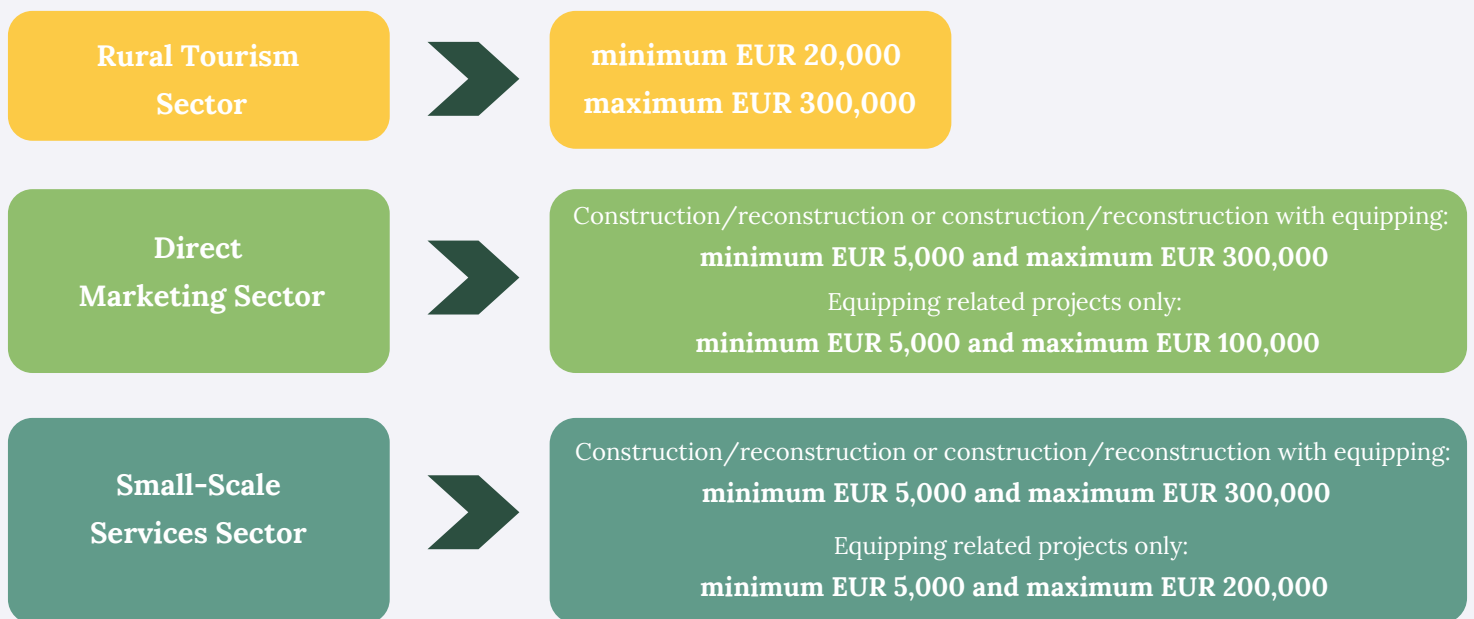 Rural Tourism
Sector
minimum EUR 20,000
maximum EUR 300,000
Direct
Marketing Sector
Construction/reconstruction or construction/reconstruction with equipping:
minimum EUR 5,000 and maximum EUR 300,000
Equipping related projects only:
minimum EUR 5,000 and maximum EUR 100,000
Small-Scale
Services Sector
Construction/reconstruction or construction/reconstruction with equipping:
minimum EUR 5,000 and maximum EUR 300,000
Equipping related projects only:
minimum EUR 5,000 and maximum EUR 200,000